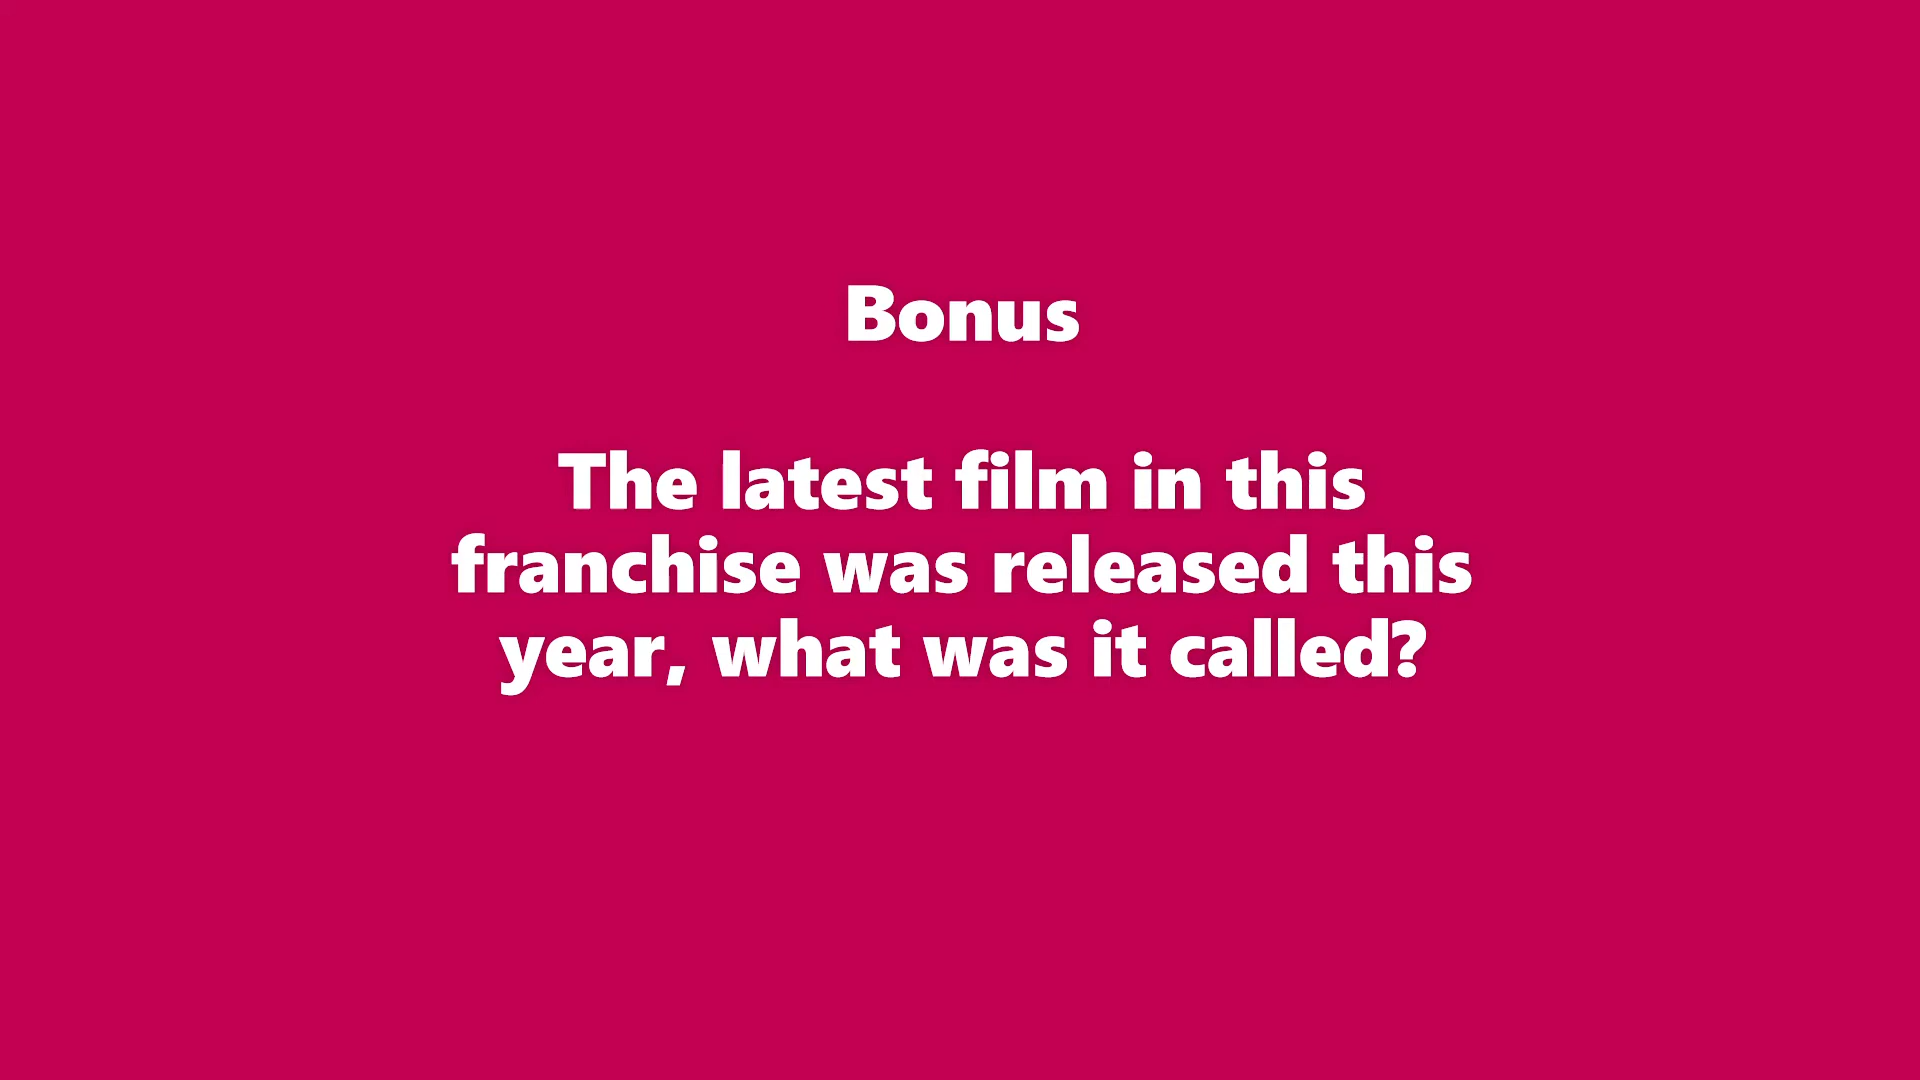 Bonus
The latest film in this
franchise was released this
year, what was it called?